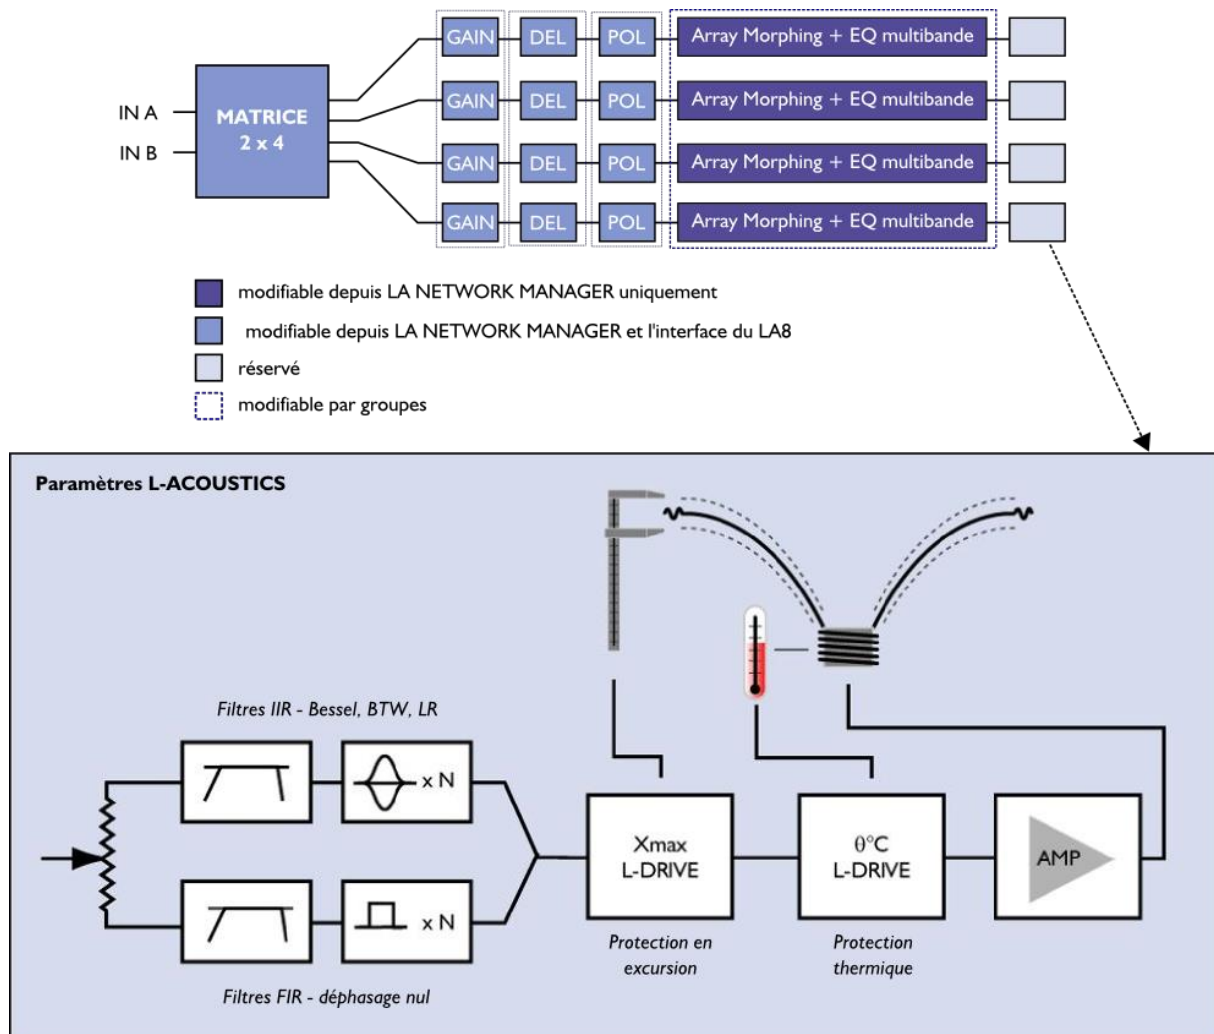 GAIN DEL POL Array Morphing + EQ multibande
GAIN DEL POL Array Morphing + EQ multibande
IN A
MATRICE
2 x 4
IN B
GAIN DEL POL Array Morphing + EQ multibande
GAIN DEL POL Array Morphing + EQ multibande
modifiable depuis LA NETWORK MANAGER uniquement
modifiable depuis LA NETWORK MANAGER et l'interface du LA8
réservé
modifiable par groupes
Paramètres L-ACOUSTICS
Filtres IIR - Bessel, BTW, LR
x N
x N
Filtres FIR - déphasage nul
Xmax
L-DRIVE
Protection en
excursion
θ°C
L-DRIVE
Protection
thermique
AMP